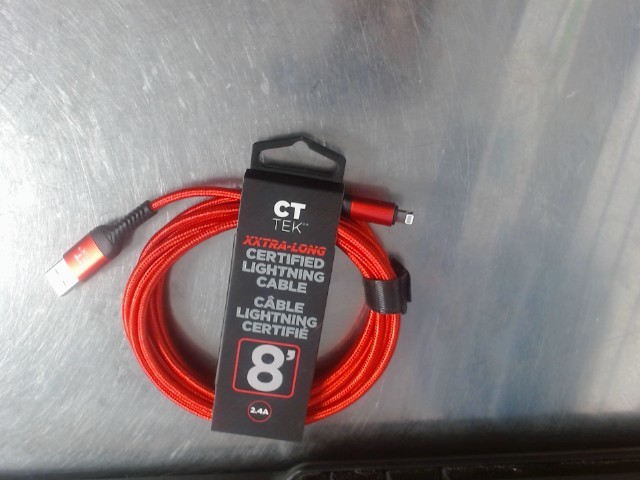 CT
TEK
XXTRA-LONG
CERTIFIED
LIGHTNING
CABLE
CÂBLE
LIGHTNING
CERTIFIÉ
8'
2.4A